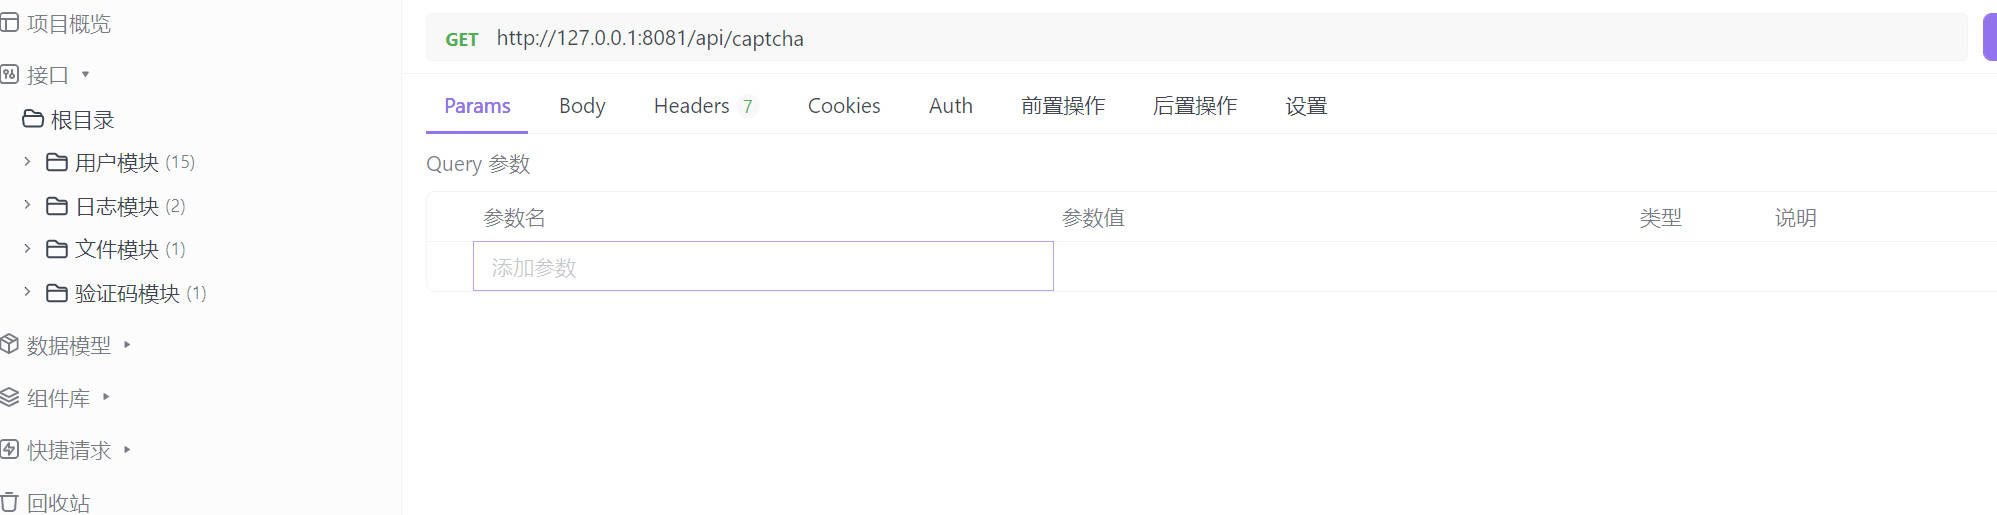 项目概览
接口
根目录
用户模块 (15)
日志模块 (2)
文件模块 (1)
验证码模块 (1)
数据模型
组件库
快捷请求
回收站
GET http://127.0.0.1:8081/api/captcha
Params Body Headers 7 Cookies Auth 前置操作 后置操作 设置
Query 参数
参数名 参数值 类型 说明
添加参数